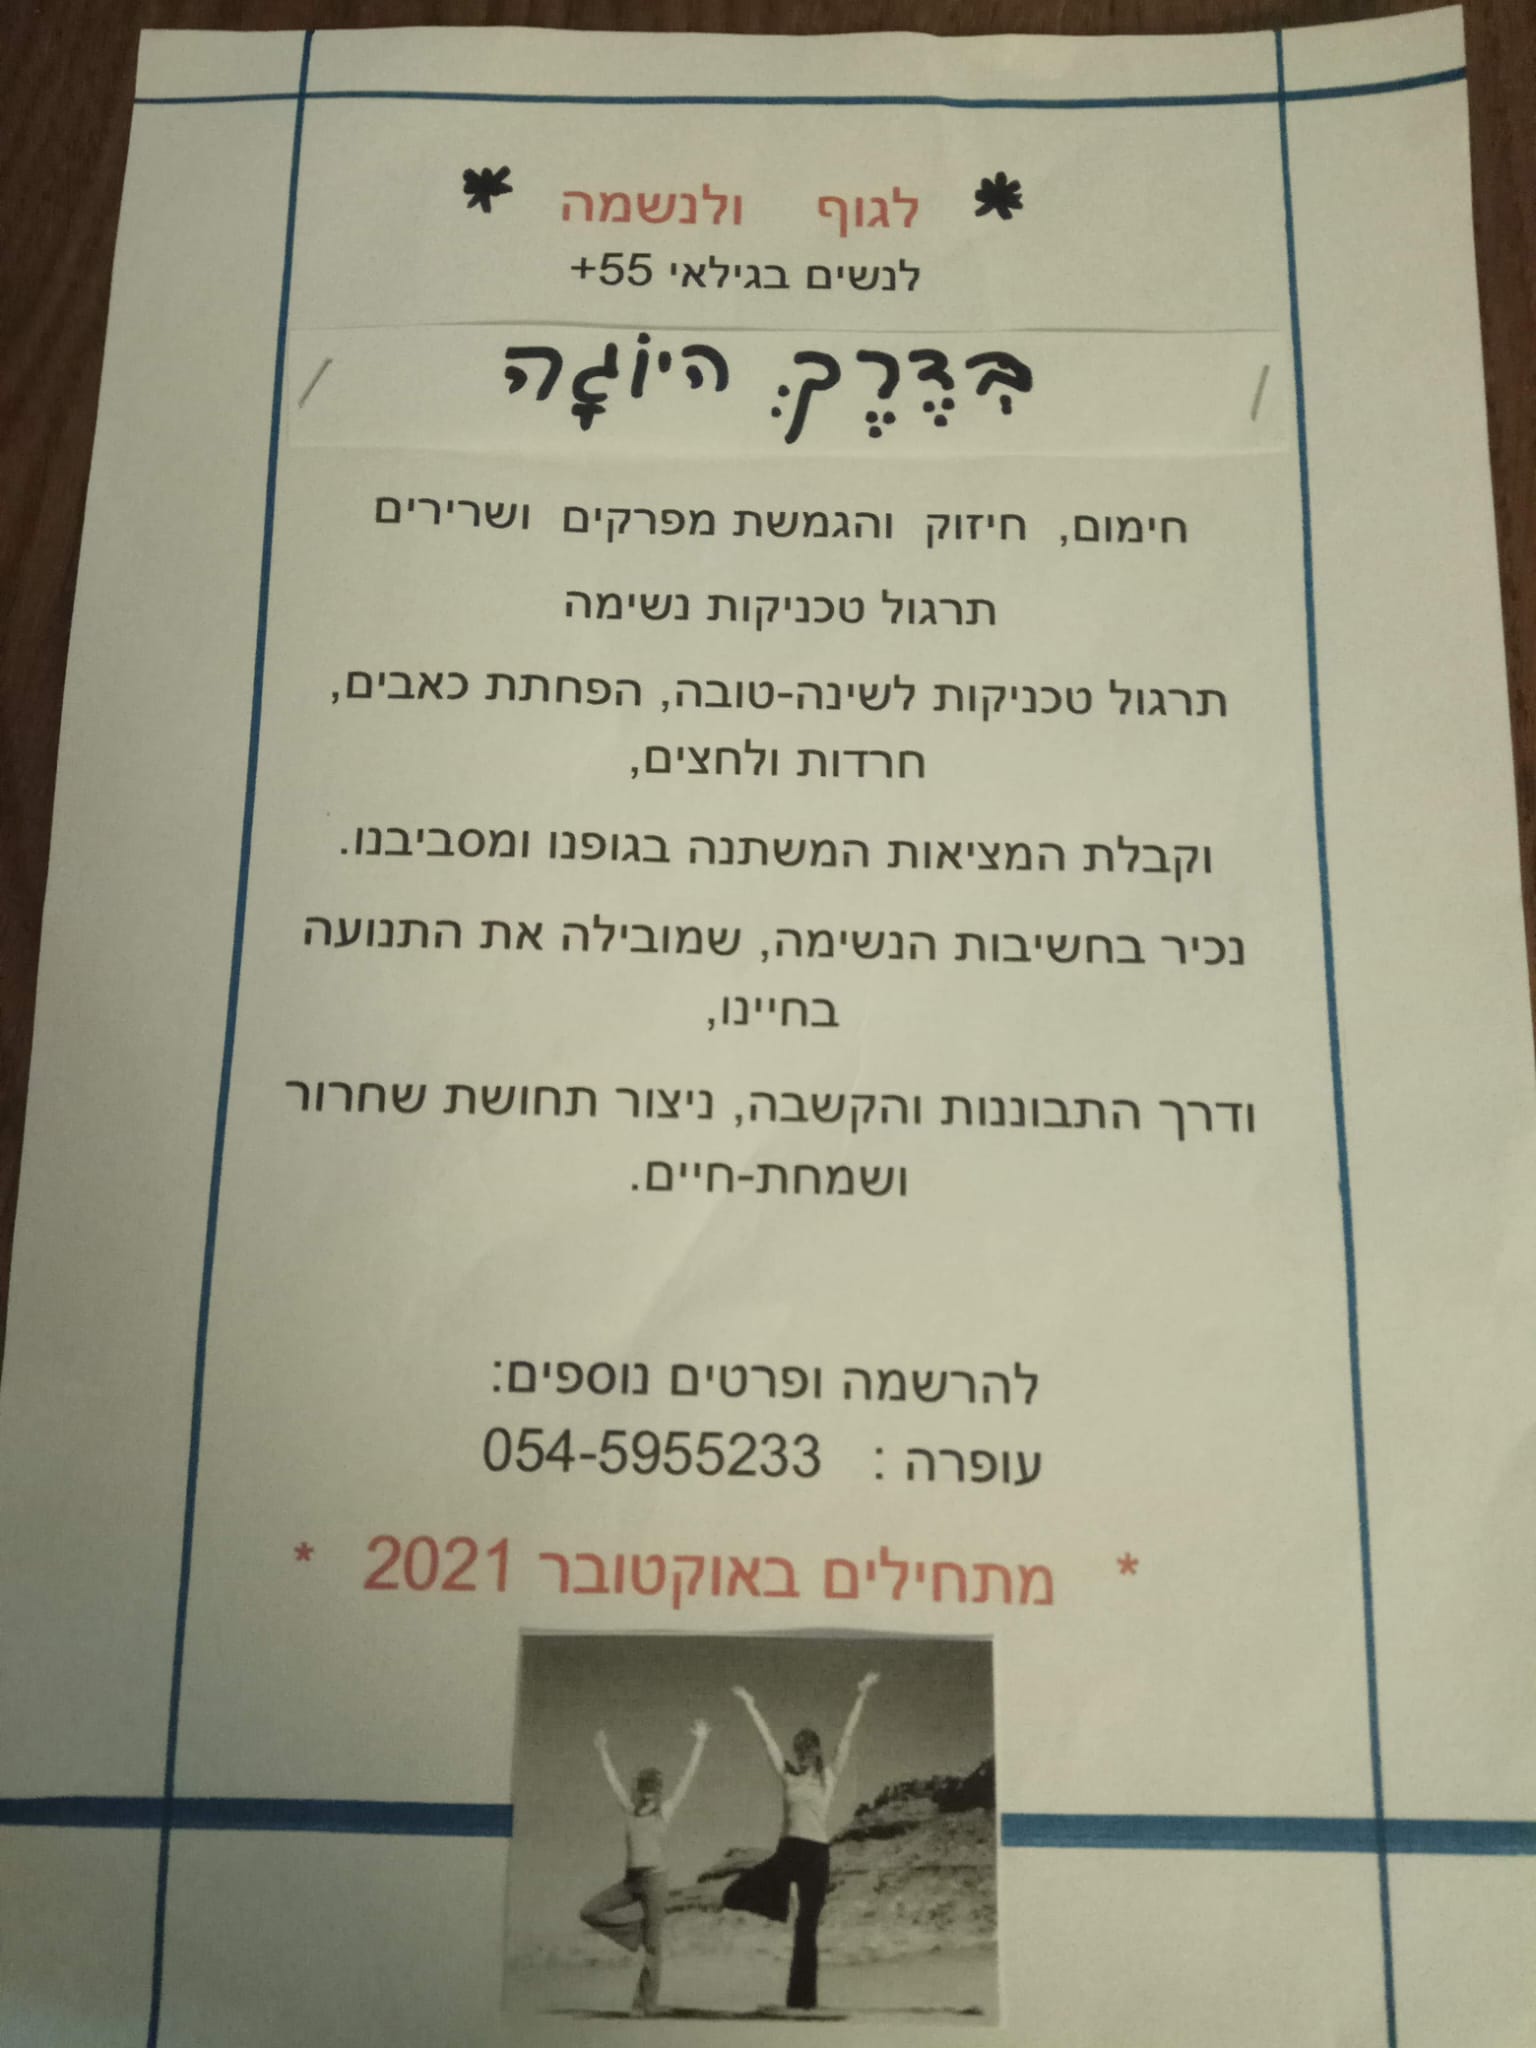 * לגוף ולנשמה *
לנשים בגילאי 55+
בְּדֶרֶךְ הַיוֹגָה
חימום, חיזוק והגמשת מפרקים ושרירים
תרגול טכניקות נשימה
תרגול טכניקות לשינה-טובה, הפחתת כאבים,
חרדות ולחצים,
וקבלת המציאות המשתנה בגופנו ומסביבנו.
נכיר בחשיבות הנשימה, שמובילה את התנועה
בחיינו,
ודרך התבוננות והקשבה, ניצור תחושת שחרור
ושמחת-חיים.
להרשמה ופרטים נוספים:
עופרה : 054-5955233
* מתחילים באוקטובר 2021 *